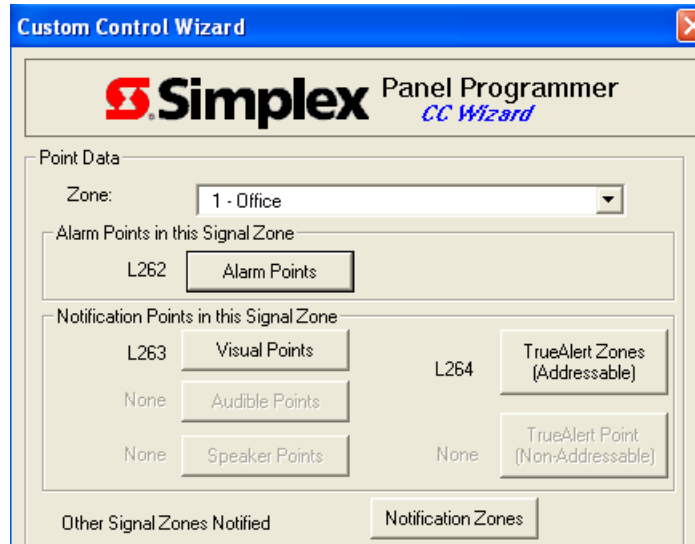 Custom Control Wizard
Simplex Panel Programmer
CC Wizard
Point Data
Zone: 1 - Office
Alarm Points in this Signal Zone
L262 Alarm Points
Notification Points in this Signal Zone
L263 Visual Points
L264 TrueAlert Zones
(Addressable)
None Audible Points
None Speaker Points
None TrueAlert Point
(Non-Addressable)
Other Signal Zones Notified Notification Zones